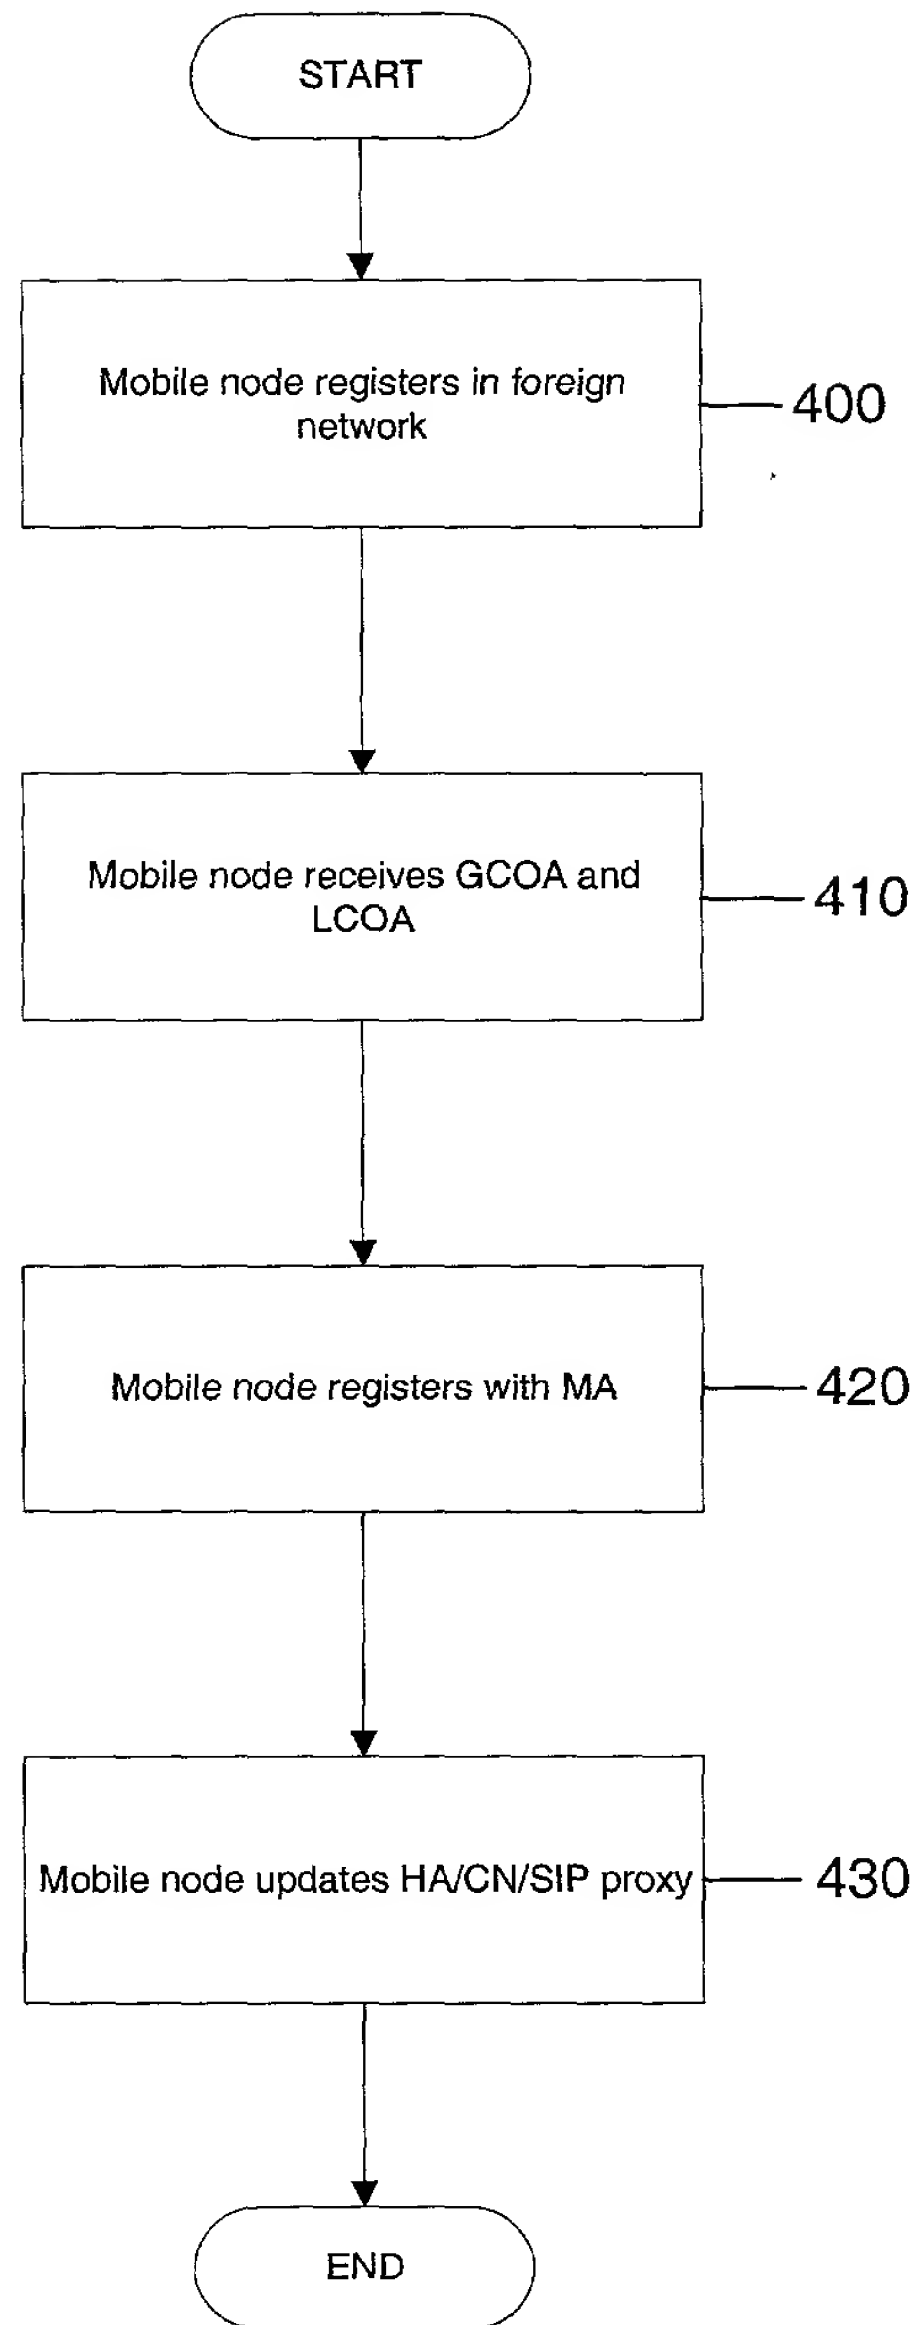 START
Mobile node registers in foreign
network
400
Mobile node receives GCOA and
LCOA
410
Mobile node registers with MA
420
Mobile node updates HA/CN/SIP proxy
430
END